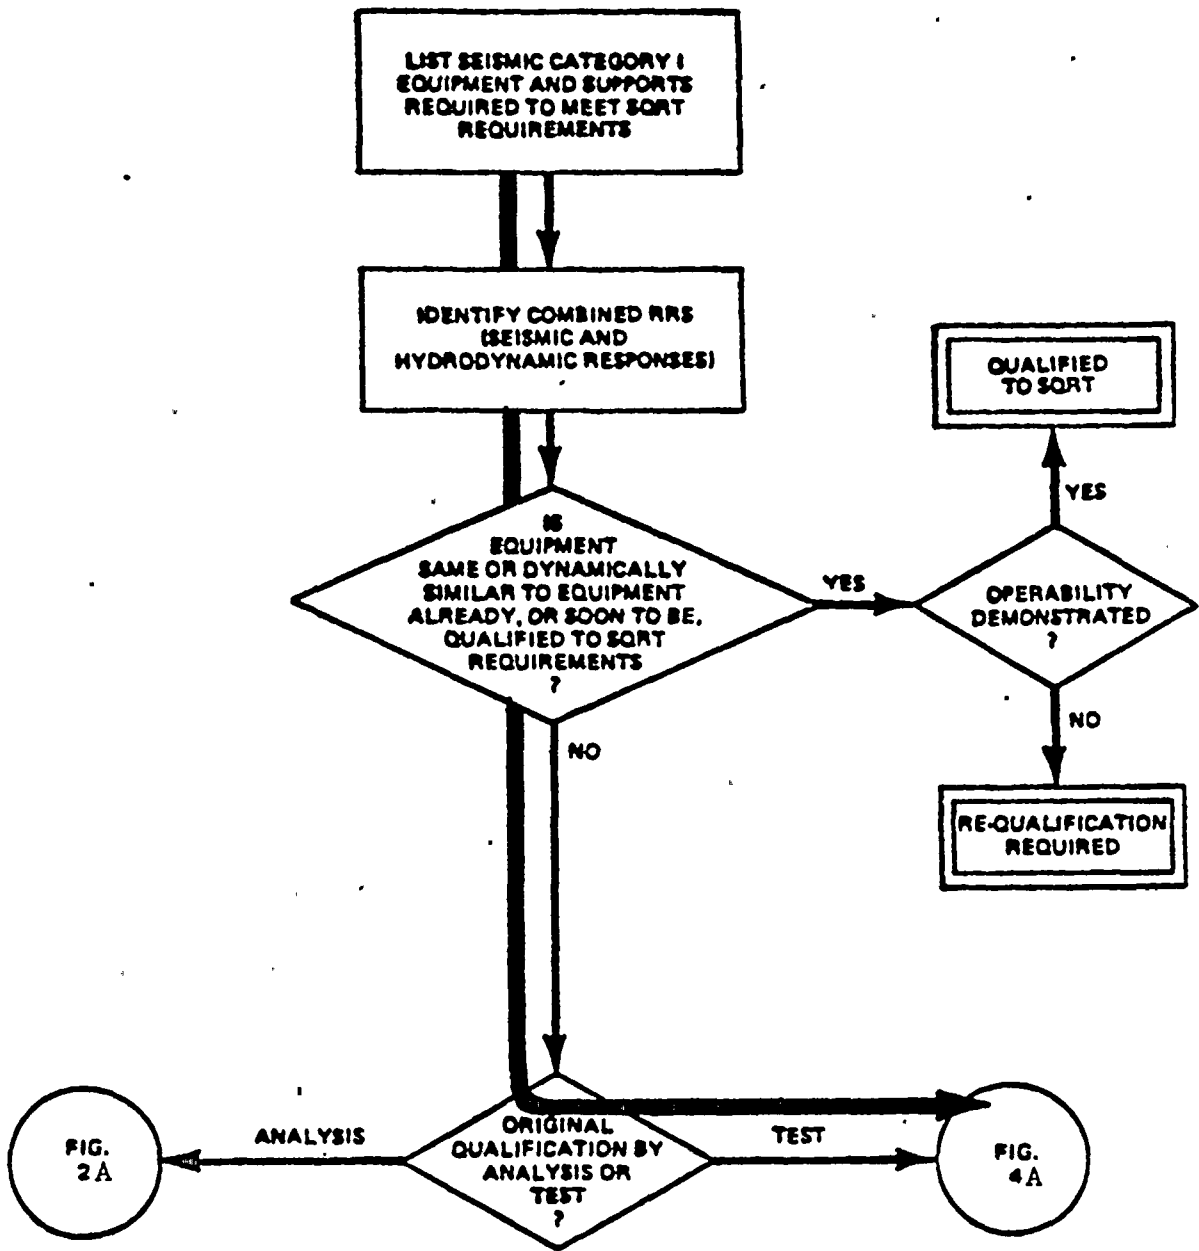 LIST SEISMIC CATEGORY I
EQUIPMENT AND SUPPORTS
REQUIRED TO MEET SQRT
REQUIREMENTS
IDENTIFY COMBINED RRS
(SEISMIC AND
HYDRODYNAMIC RESPONSES)
QUALIFIED
TO SQRT
YES
IS
EQUIPMENT
SAME OR DYNAMICALLY
SIMILAR TO EQUIPMENT
ALREADY, OR SOON TO BE,
QUALIFIED TO SQRT
REQUIREMENTS
?
YES
OPERABILITY
DEMONSTRATED
?
NO
NO
RE-QUALIFICATION
REQUIRED
FIG.
2A
ANALYSIS
ORIGINAL
QUALIFICATION BY
ANALYSIS OR
TEST
?
TEST
FIG.
4A